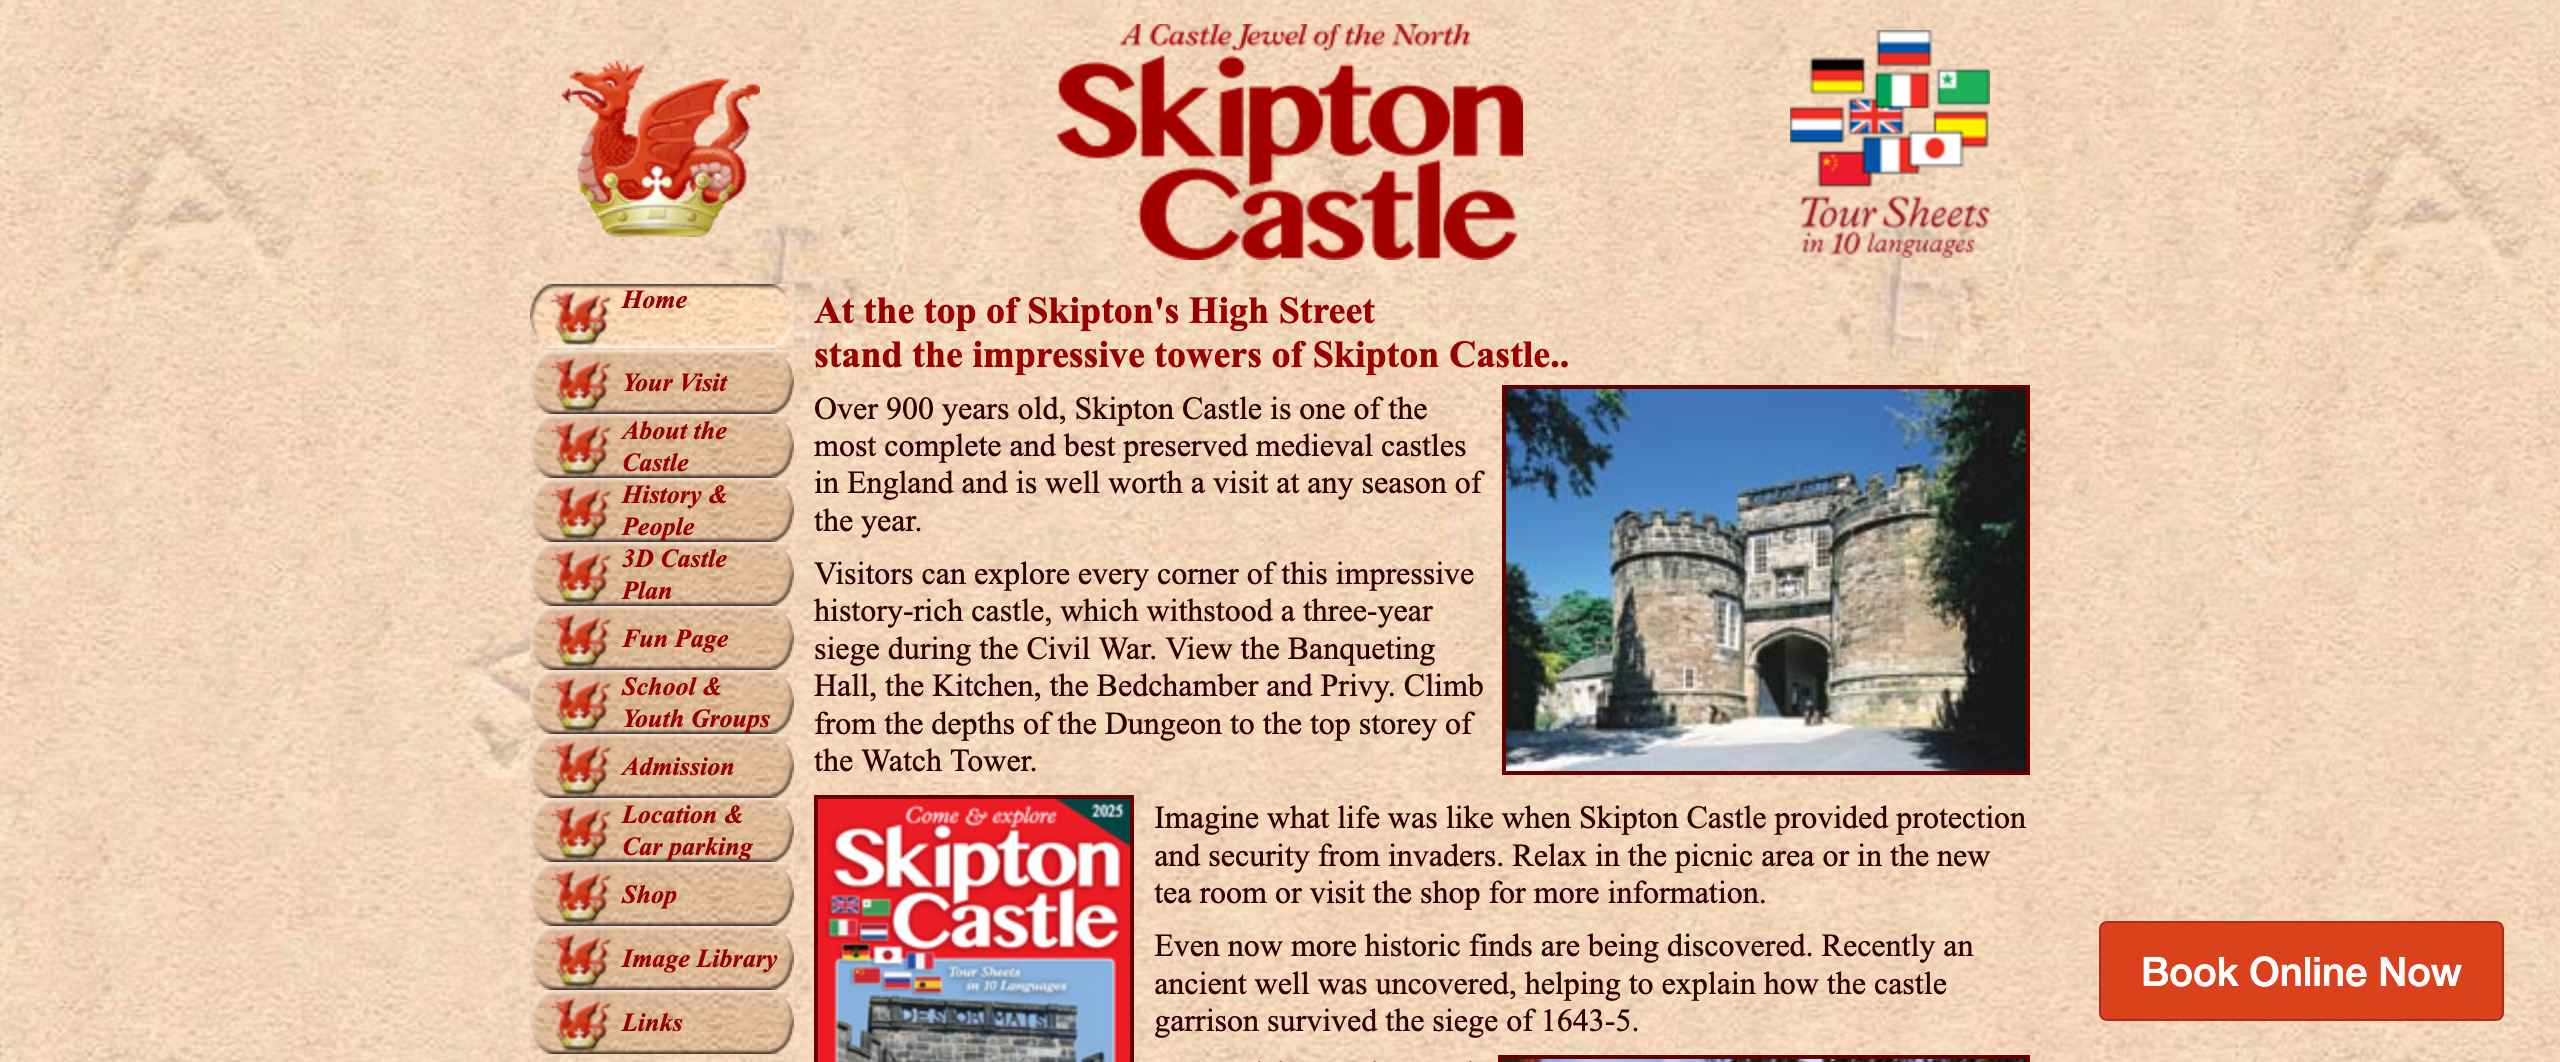 A Castle Jewel of the North
Skipton
Castle
Tour Sheets
in 10 languages
Home
Your Visit
About the
Castle
History &
People
3D Castle
Plan
Fun Page
School &
Youth Groups
Admission
Location &
Car parking
Shop
Image Library
Links
At the top of Skipton's High Street
stand the impressive towers of Skipton Castle..
Over 900 years old, Skipton Castle is one of the
most complete and best preserved medieval castles
in England and is well worth a visit at any season of
the year.
Visitors can explore every corner of this impressive
history-rich castle, which withstood a three-year
siege during the Civil War. View the Banqueting
Hall, the Kitchen, the Bedchamber and Privy. Climb
from the depths of the Dungeon to the top storey of
the Watch Tower.
Come & explore
2025
Skipton
Castle
Tour Sheets
in 10 Languages
DESORMAIS
Imagine what life was like when Skipton Castle provided protection
and security from invaders. Relax in the picnic area or in the new
tea room or visit the shop for more information.
Even now more historic finds are being discovered. Recently an
ancient well was uncovered, helping to explain how the castle
garrison survived the siege of 1643-5.
Book Online Now